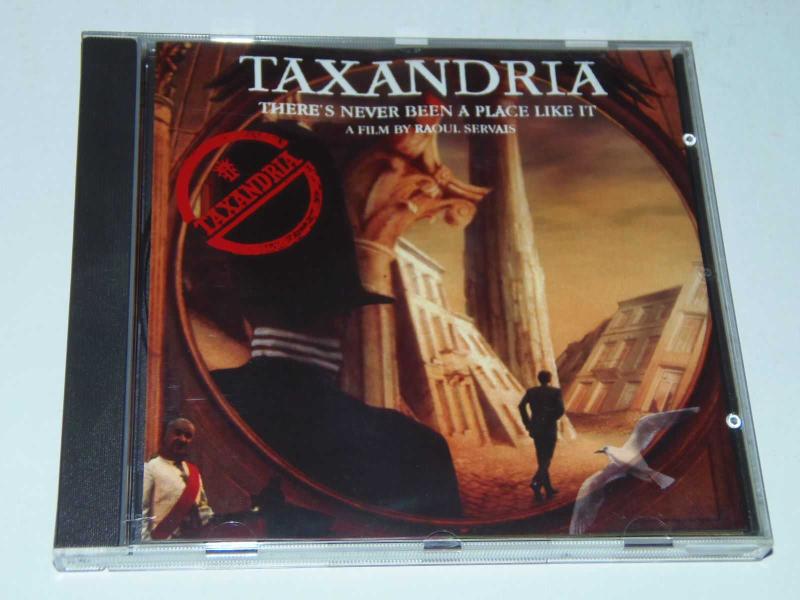 TAXANDRIA
THERE'S NEVER BEEN A PLACE LIKE IT
A FILM BY RAOUL SERVAIS
TAXANDRIA